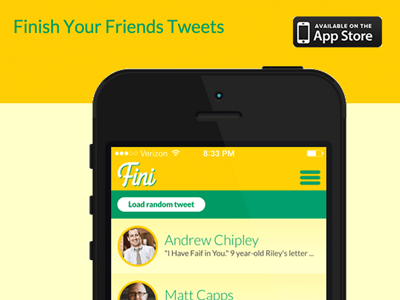 Finish Your Friends Tweets
AVAILABLE ON THE
App Store
Verizon
8:33 PM
Fini
Load random tweet
Andrew Chipley
"I Have Faif in You." 9 year-old Riley's letter ...
Matt Capps